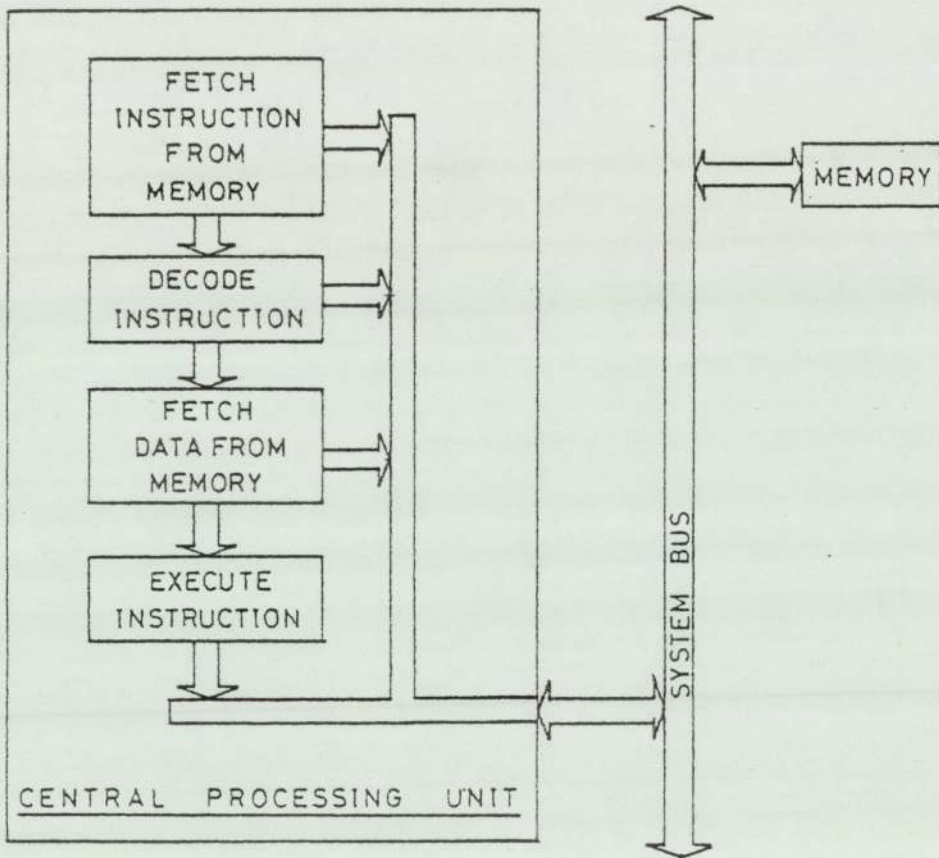 FETCH
INSTRUCTION
FROM
MEMORY
DECODE
INSTRUCTION
FETCH
DATA FROM
MEMORY
EXECUTE
INSTRUCTION
CENTRAL PROCESSING UNIT
SYSTEM BUS
MEMORY